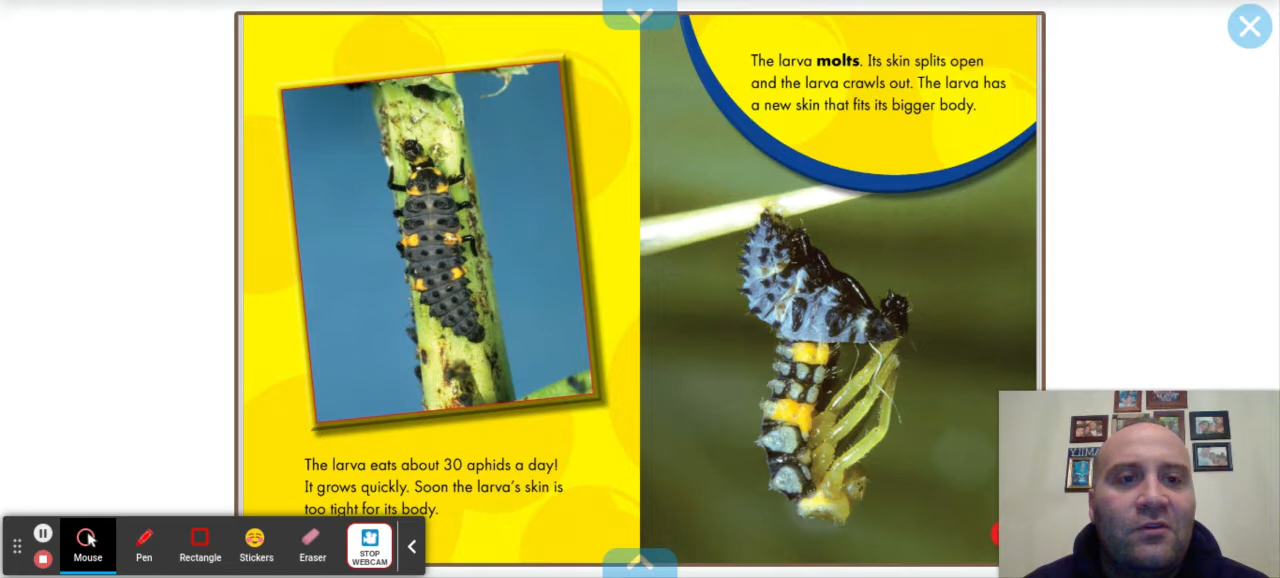 The larva molts. Its skin splits open
and the larva crawls out. The larva has
a new skin that fits its bigger body.
The larva eats about 30 aphids a day!
It grows quickly. Soon the larva's skin is
too tight for its body.
Mouse
Pen
Rectangle
Stickers
Eraser
STOP
WEBCAM